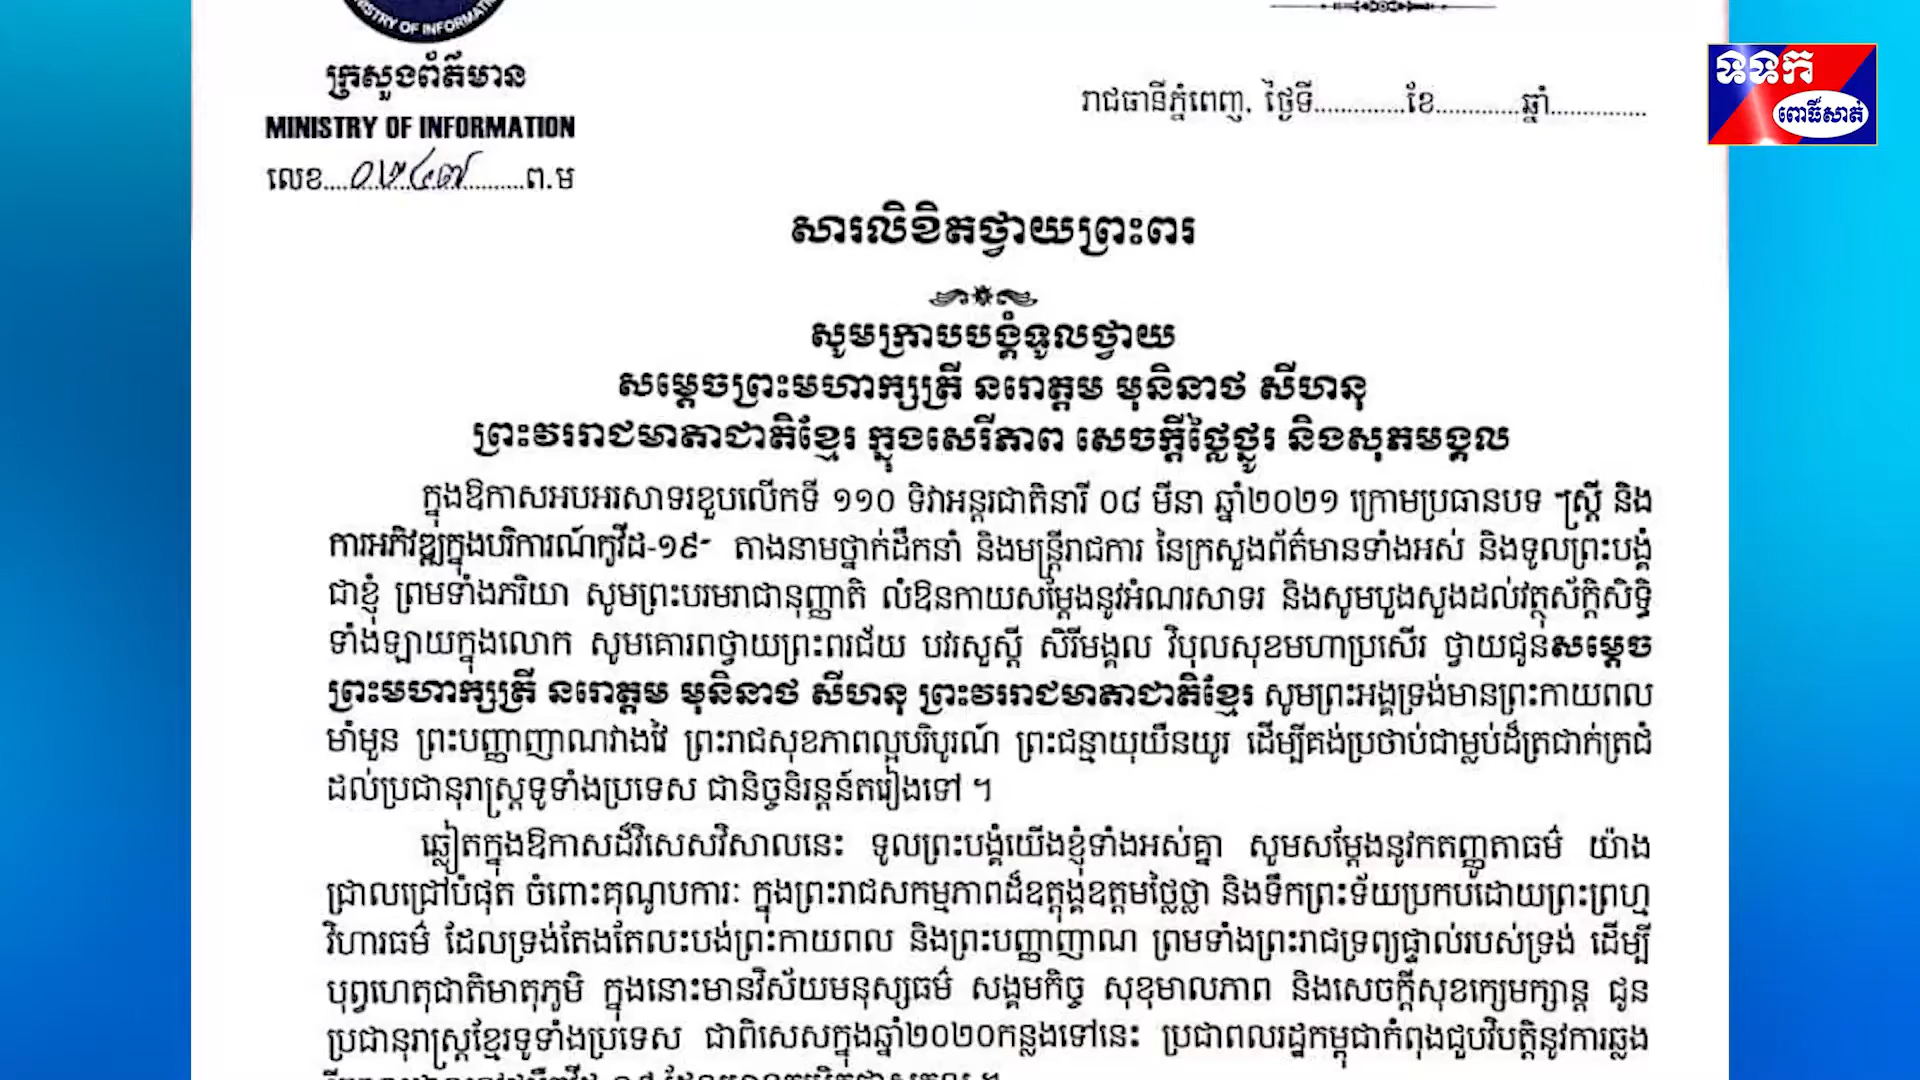 MINISTRY OF INFORMATION
ក្រសួងព័ត៌មាន
MINISTRY OF INFORMATION
លេខ....០២៤៧.........ព.ម
រាជធានីភ្នំពេញ, ថ្ងៃទី.............ខែ............ឆ្នាំ..............
ទទក
ពោធិ៍សាត់
សារលិខិតថ្វាយព្រះពរ
សូមក្រាបបង្គំទូលថ្វាយ
សម្តេចព្រះមហាក្សត្រី នរោត្តម មុនិនាថ សីហនុ
ព្រះវររាជមាតាជាតិខ្មែរ ក្នុងសេរីភាព សេចក្តីថ្លៃថ្នូរ និងសុភមង្គល
ក្នុងឱកាសអបអរសាទរខួបលើកទី ១១០ ទិវាអន្តរជាតិនារី ០៨ មីនា ឆ្នាំ២០២១ ក្រោមប្រធានបទ "ស្ត្រី និង
ការអភិវឌ្ឍក្នុងបរិការណ៍កូវីដ-១៩" តាងនាមថ្នាក់ដឹកនាំ និងមន្ត្រីរាជការ នៃក្រសួងព័ត៌មានទាំងអស់ និងទូលព្រះបង្គំ
ជាខ្ញុំ ព្រមទាំងភរិយា សូមព្រះបរមរាជានុញ្ញាតិ លំឱនកាយសម្តែងនូវអំណរសាទរ និងសូមបួងសួងដល់វត្ថុស័ក្តិសិទ្ធិ
ទាំងឡាយក្នុងលោក សូមគោរពថ្វាយព្រះពរជ័យ បវរសួស្តី សិរីមង្គល វិបុលសុខមហាប្រសើរ ថ្វាយជូនសម្តេច
ព្រះមហាក្សត្រី នរោត្តម មុនិនាថ សីហនុ ព្រះវររាជមាតាជាតិខ្មែរ សូមព្រះអង្គទ្រង់មានព្រះកាយពល
មាំមួន ព្រះបញ្ញាញាណវាងវៃ ព្រះរាជសុខភាពល្អបរិបូរណ៍ ព្រះជន្មាយុយឺនយូរ ដើម្បីគង់ប្រថាប់ជាម្លប់ដ៏ត្រជាក់ត្រជំ
ដល់ប្រជានុរាស្ត្រទូទាំងប្រទេស ជានិច្ចនិរន្តន៍តរៀងទៅ ។
ឆ្លៀតក្នុងឱកាសដ៏វិសេសវិសាលនេះ ទូលព្រះបង្គំយើងខ្ញុំទាំងអស់គ្នា សូមសម្តែងនូវកតញ្ញុតាធម៌ យ៉ាង
ជ្រាលជ្រៅបំផុត ចំពោះគុណូបការៈ ក្នុងព្រះរាជសកម្មភាពដ៏ឧត្តុង្គឧត្តមថ្លៃថ្លា និងទឹកព្រះទ័យប្រកបដោយព្រះព្រហ្ម
វិហារធម៌ ដែលទ្រង់តែងតែលះបង់ព្រះកាយពល និងព្រះបញ្ញាញាណ ព្រមទាំងព្រះរាជទ្រព្យផ្ទាល់របស់ទ្រង់ ដើម្បី
បុព្វហេតុជាតិមាតុភូមិ ក្នុងនោះមានវិស័យមនុស្សធម៌ សង្គមកិច្ច សុខុមាលភាព និងសេចក្តីសុខក្សេមក្សាន្ត ជូន
ប្រជានុរាស្ត្រខ្មែរទូទាំងប្រទេស ជាពិសេសក្នុងឆ្នាំ២០២០កន្លងទៅនេះ ប្រជាពលរដ្ឋកម្ពុជាកំពុងជួបវិបត្តិនូវការឆ្លង